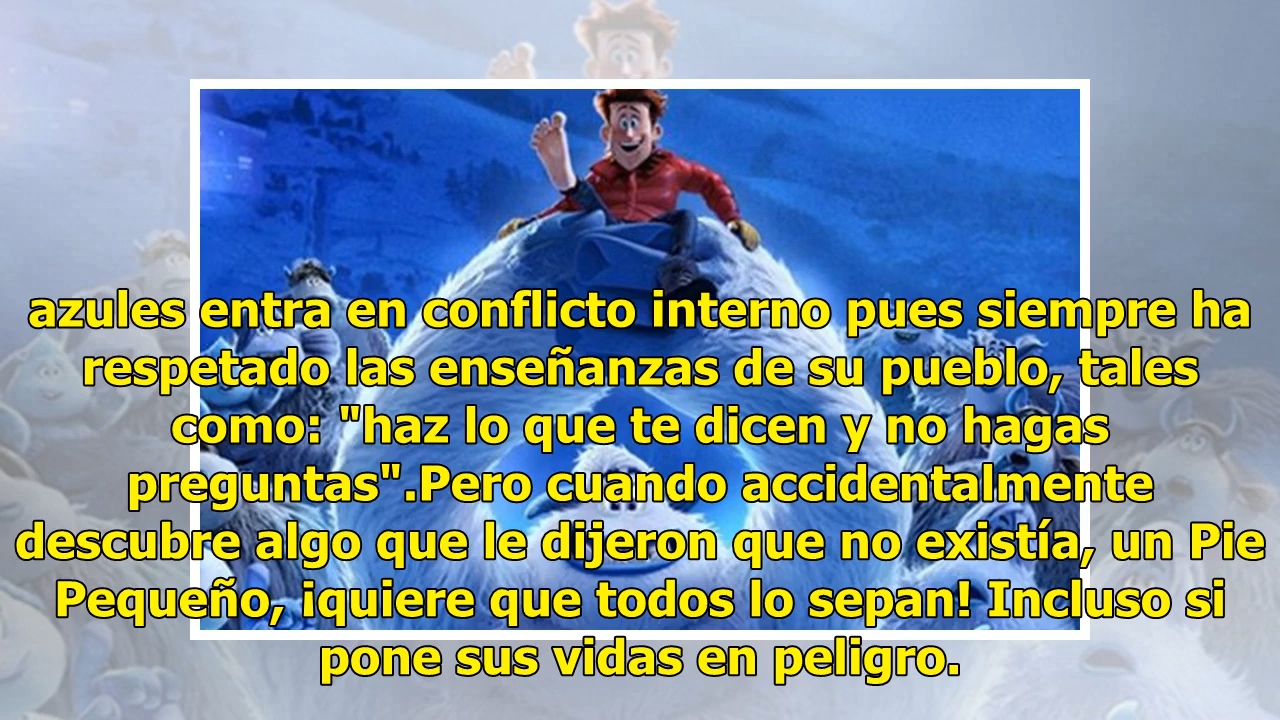 azules entra en conflicto interno pues siempre ha
respetado las enseñanzas de su pueblo, tales
como: "haz lo que te dicen y no hagas
preguntas".Pero cuando accidentalmente
descubre algo que le dijeron que no existía, un Pie
Pequeño, ¡quiere que todos lo sepan! Incluso si
pone sus vidas en peligro.